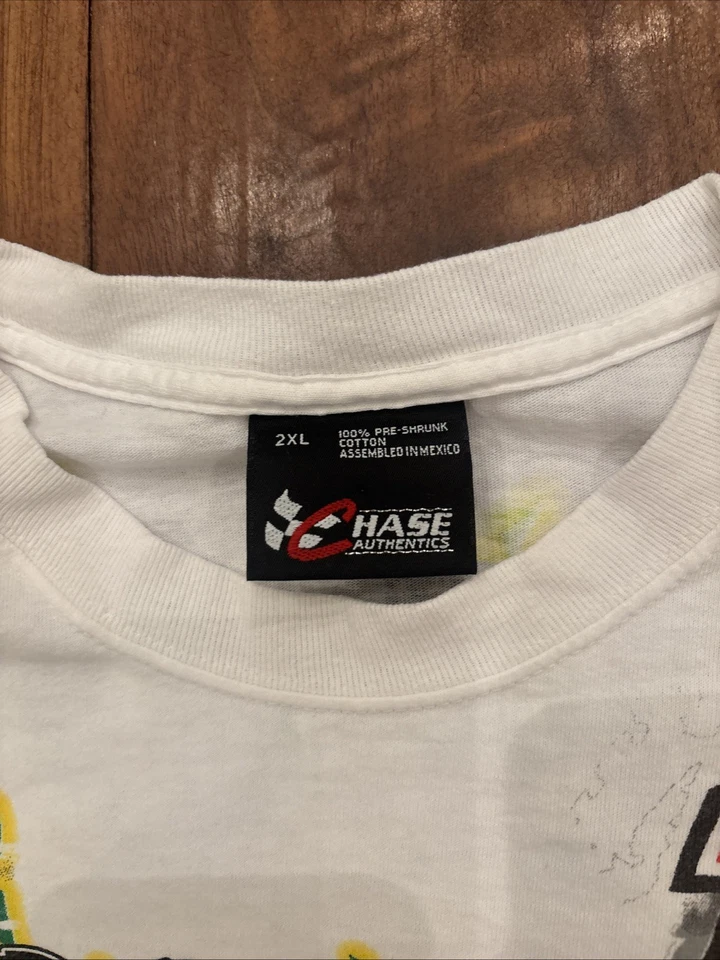 2XL
100% PRE-SHRUNK
COTTON
ASSEMBLED IN MEXICO
CHASE
AUTHENTICS